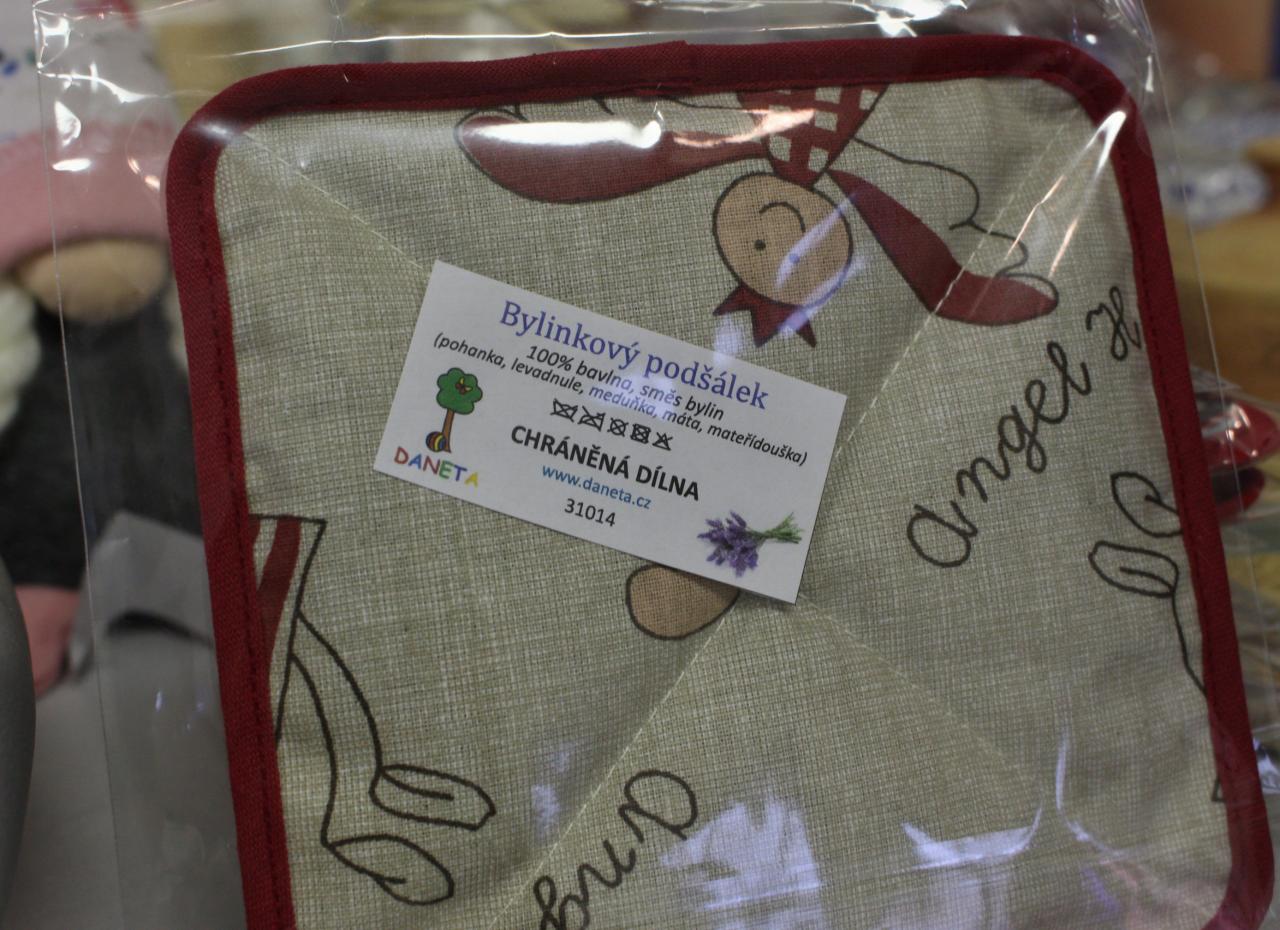 Bylinkový podšálek
100% bavlna, směs bylin
(pohanka, levadnule, meduňka, máta, mateřídouška)
CHRÁNĚNÁ DÍLNA
www.daneta.cz
31014
DANETA
angel H
ang